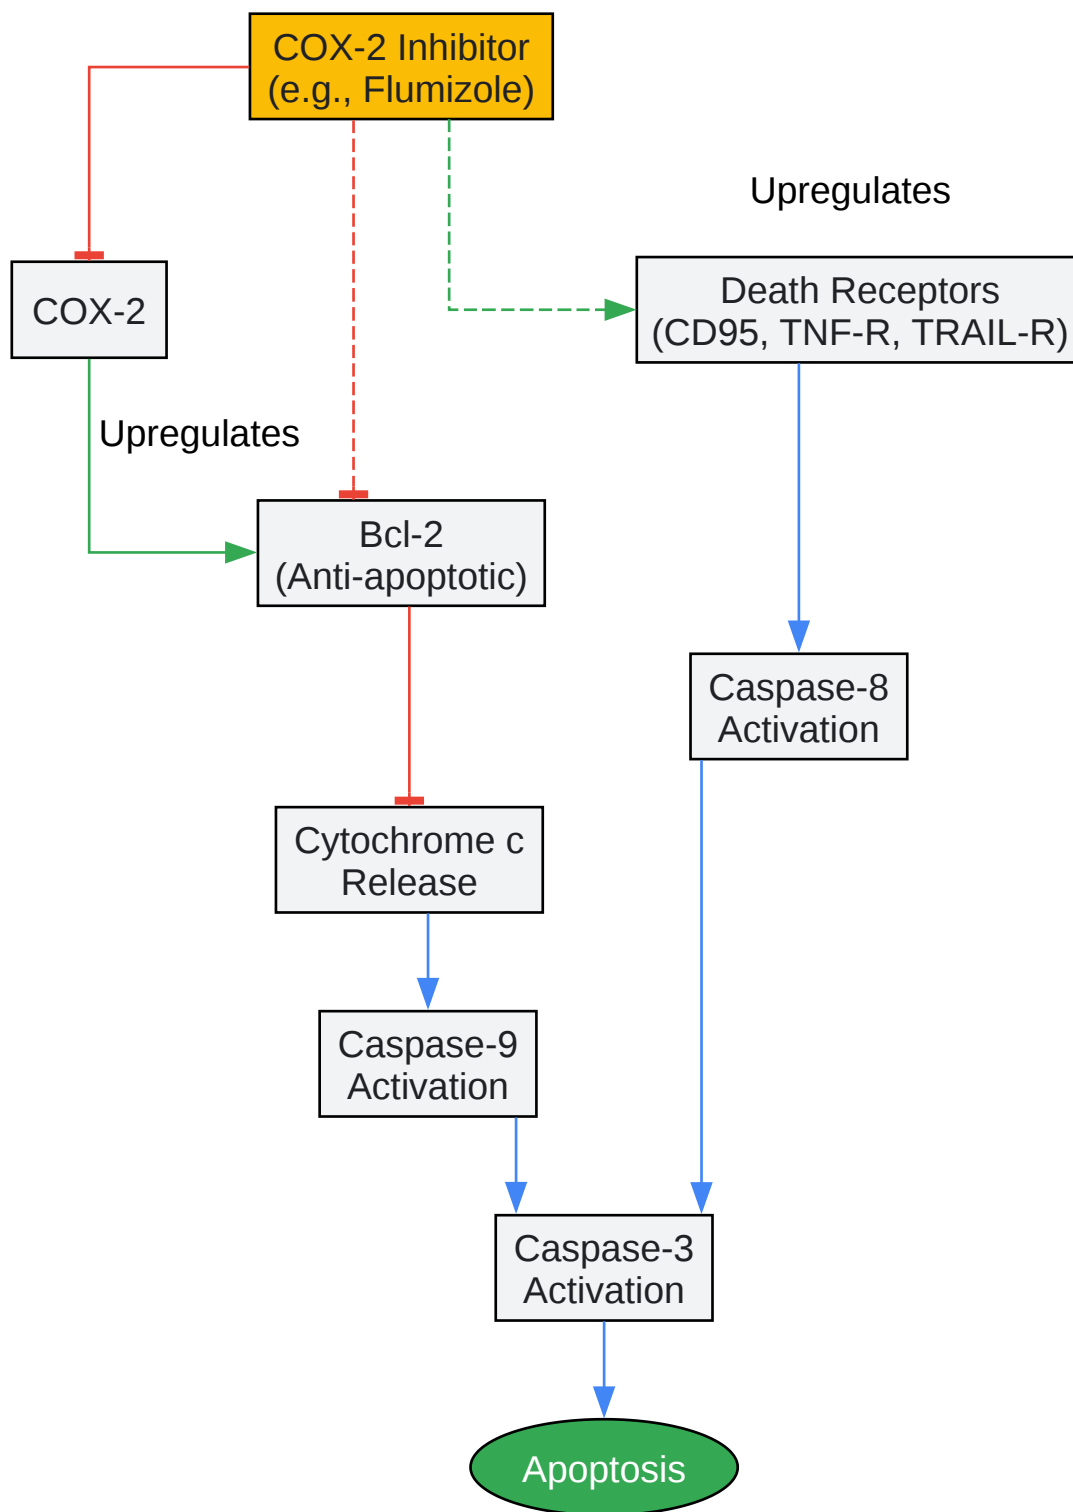 COX-2 Inhibitor
(e.g., Flumizole)
Upregulates
COX-2
Death Receptors
(CD95, TNF-R, TRAIL-R)
Upregulates
Bcl-2
(Anti-apoptotic)
Caspase-8
Activation
Cytochrome c
Release
Caspase-9
Activation
Caspase-3
Activation
Apoptosis